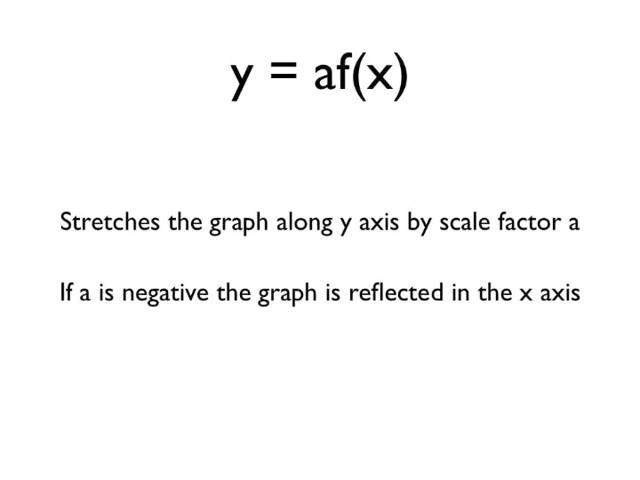 y = af(x)
Stretches the graph along y axis by scale factor a
If a is negative the graph is reflected in the x axis